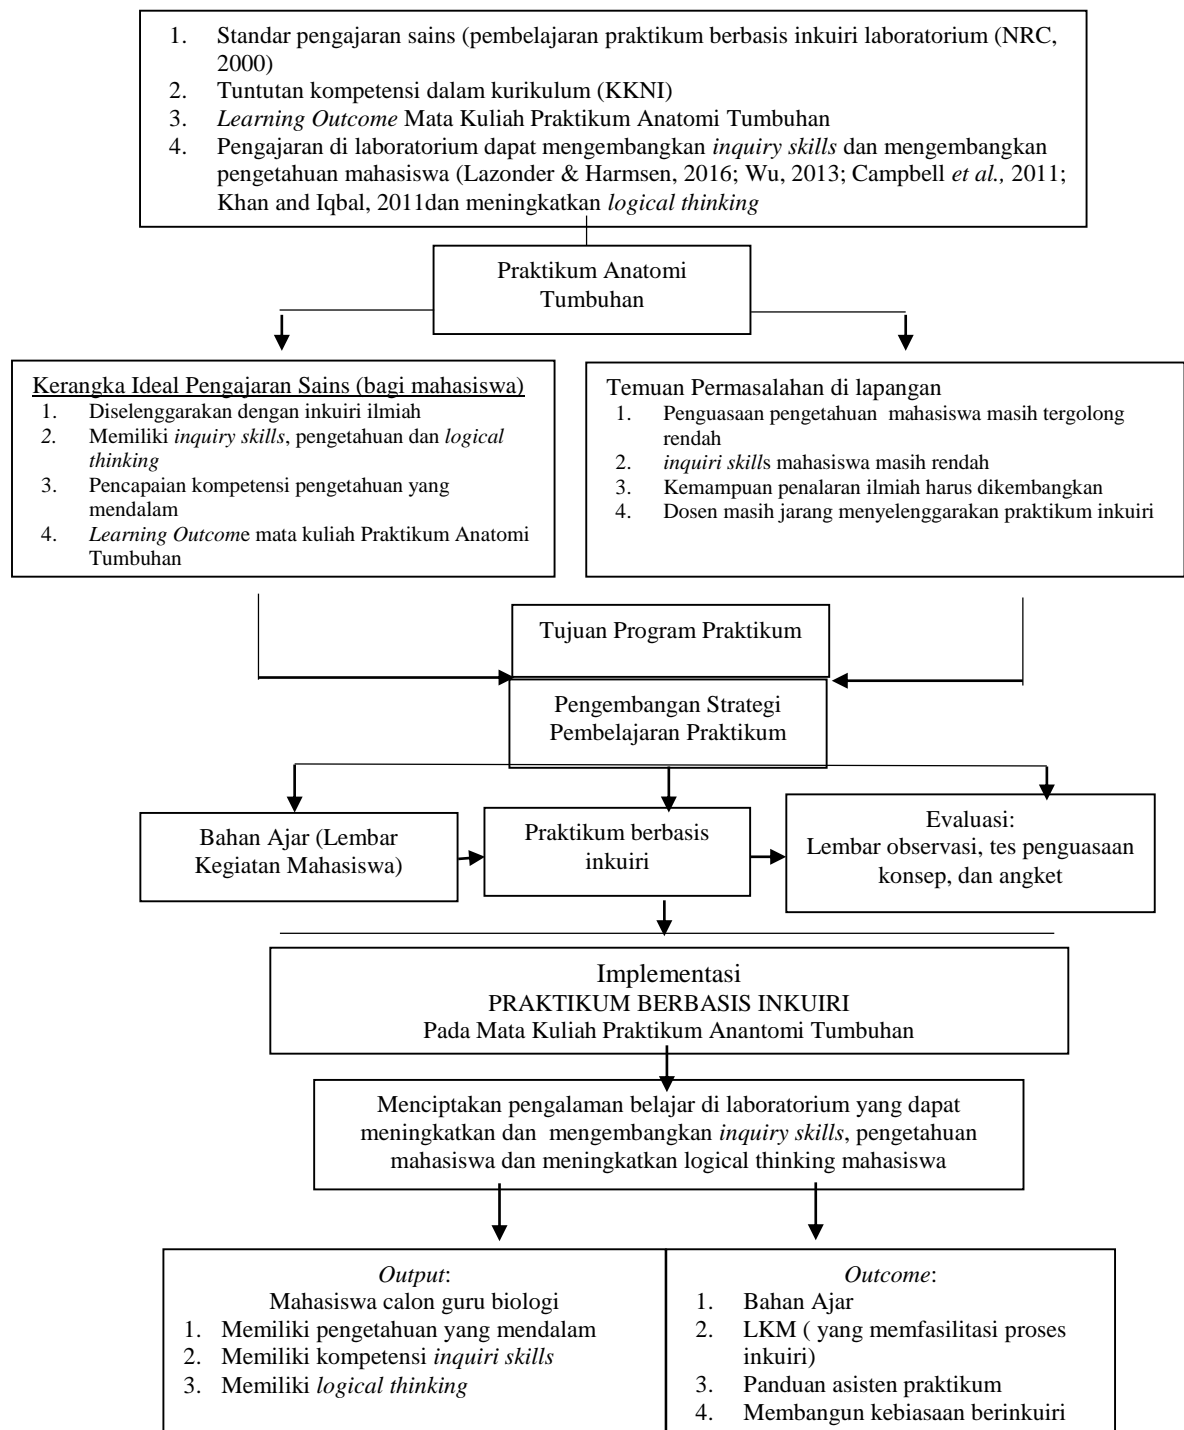 1. Standar pengajaran sains (pembelajaran praktikum berbasis inkuiri laboratorium (NRC,
2000)
2. Tuntutan kompetensi dalam kurikulum (KKNI)
3. Learning Outcome Mata Kuliah Praktikum Anatomi Tumbuhan
4. Pengajaran di laboratorium dapat mengembangkan inquiry skills dan mengembangkan
pengetahuan mahasiswa (Lazonder & Harmsen, 2016; Wu, 2013; Campbell et al., 2011;
Khan and Iqbal, 2011dan meningkatkan logical thinking
Praktikum Anatomi
Tumbuhan
Kerangka Ideal Pengajaran Sains (bagi mahasiswa)
1. Diselenggarakan dengan inkuiri ilmiah
2. Memiliki inquiry skills, pengetahuan dan logical
thinking
3. Pencapaian kompetensi pengetahuan yang
mendalam
4. Learning Outcome mata kuliah Praktikum Anatomi
Tumbuhan
Temuan Permasalahan di lapangan
1. Penguasaan pengetahuan mahasiswa masih tergolong
rendah
2. inquiri skills mahasiswa masih rendah
3. Kemampuan penalaran ilmiah harus dikembangkan
4. Dosen masih jarang menyelenggarakan praktikum inkuiri
Tujuan Program Praktikum
Pengembangan Strategi
Pembelajaran Praktikum
Bahan Ajar (Lembar
Kegiatan Mahasiswa)
Praktikum berbasis
inkuiri
Evaluasi:
Lembar observasi, tes penguasaan
konsep, dan angket
Implementasi
PRAKTIKUM BERBASIS INKUIRI
Pada Mata Kuliah Praktikum Anantomi Tumbuhan
Menciptakan pengalaman belajar di laboratorium yang dapat
meningkatkan dan mengembangkan inquiry skills, pengetahuan
mahasiswa dan meningkatkan logical thinking mahasiswa
Output:
Mahasiswa calon guru biologi
1. Memiliki pengetahuan yang mendalam
2. Memiliki kompetensi inquiri skills
3. Memiliki logical thinking
Outcome:
1. Bahan Ajar
2. LKM ( yang memfasilitasi proses
inkuiri)
3. Panduan asisten praktikum
4. Membangun kebiasaan berinkuiri